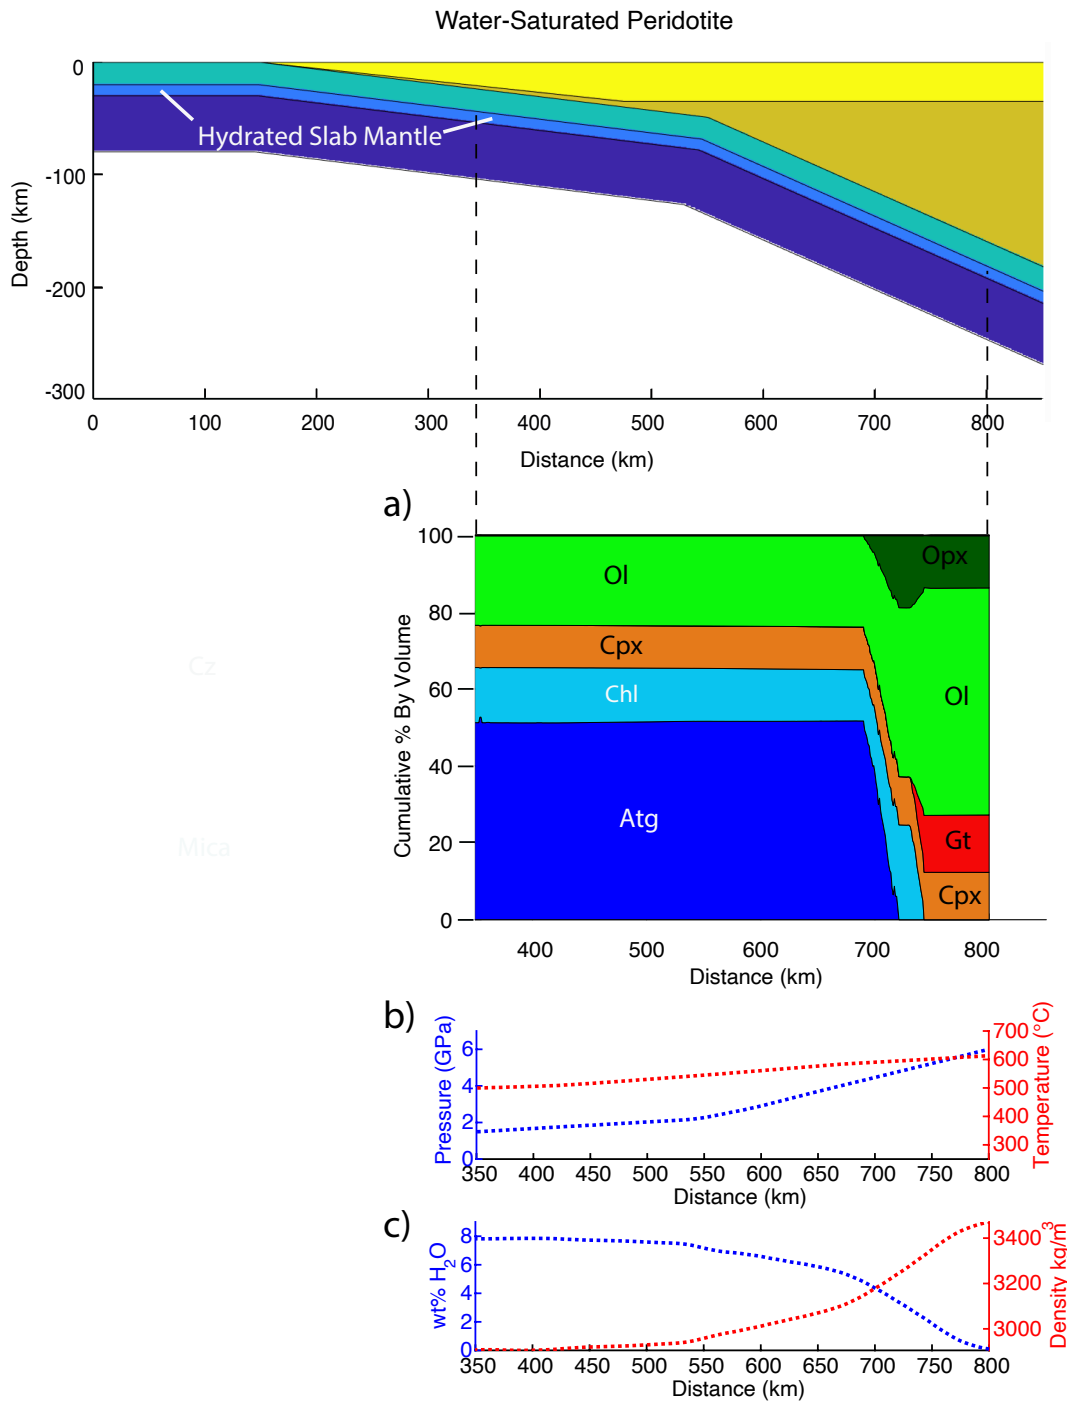 Water-Saturated Peridotite
0
-100
-200
-300
Depth (km)
Hydrated Slab Mantle
0 100 200 300 400 500 600 700 800
Distance (km)
a)
100
80
60
40
20
0
Cumulative % By Volume
Opx
Ol
Cpx
Chl
Ol
Atg
Gt
Cpx
Cz
Mica
400 500 600 700 800
Distance (km)
b)
Pressure (GPa)
6
4
2
0
700
600
500
400
300
Temperature (°C)
350 400 450 500 550 600 650 700 750 800
Distance (km)
c)
wt% H2O
8
6
4
2
0
3400
3200
3000
2900
Density kg/m3
350 400 450 500 550 600 650 700 750 800
Distance (km)